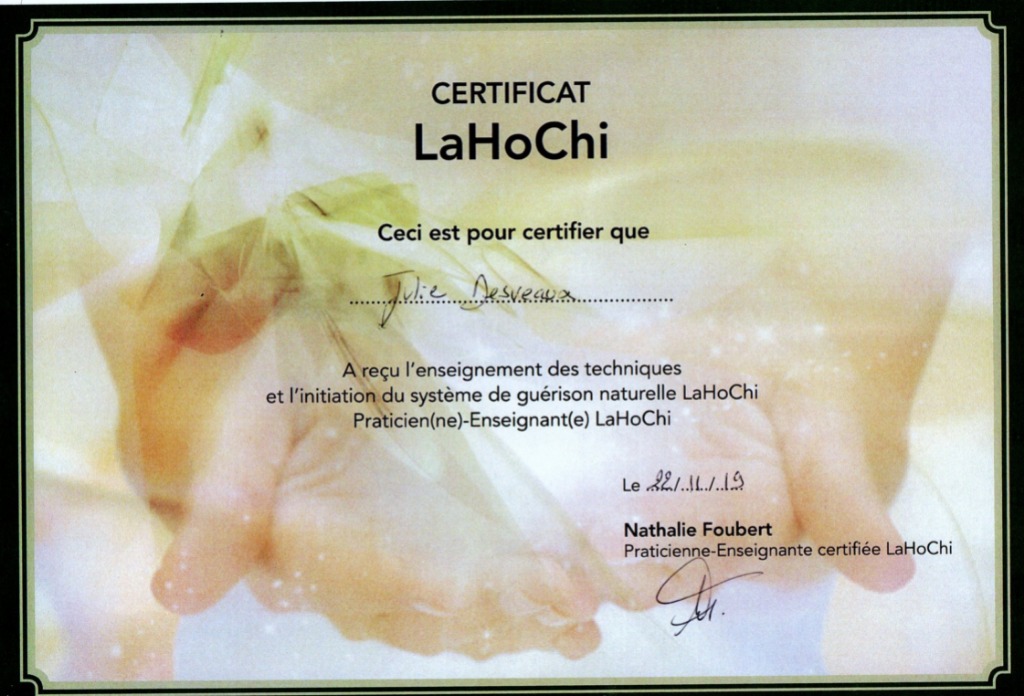 CERTIFICAT
LaHoChi
Ceci est pour certifier que
Julie Desveaux
A reçu l'enseignement des techniques
et l'initiation du système de guérison naturelle LaHoChi
Praticien(ne)-Enseignant(e) LaHoChi
Le 22/11/19
Nathalie Foubert
Praticienne-Enseignante certifiée LaHoChi